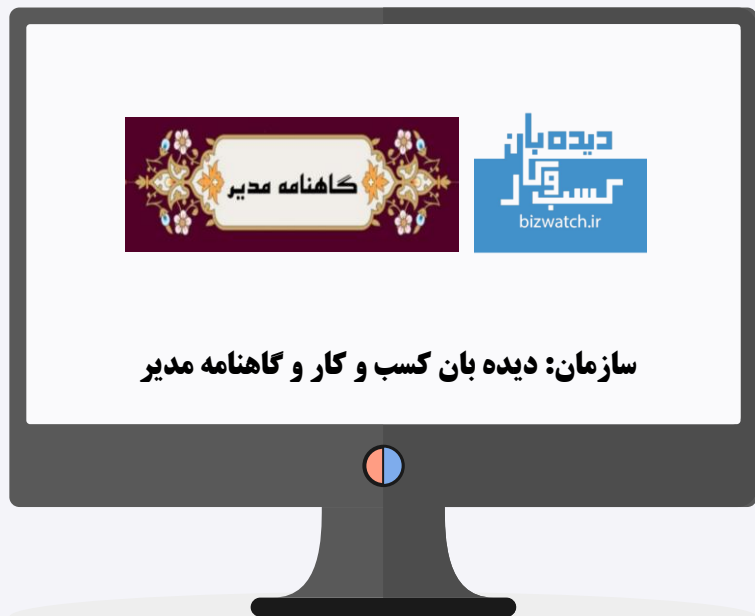 دیده بان
کسب و کار
bizwatch.ir
گاهنامه مدیر
سازمان: دیده بان کسب و کار و گاهنامه مدیر